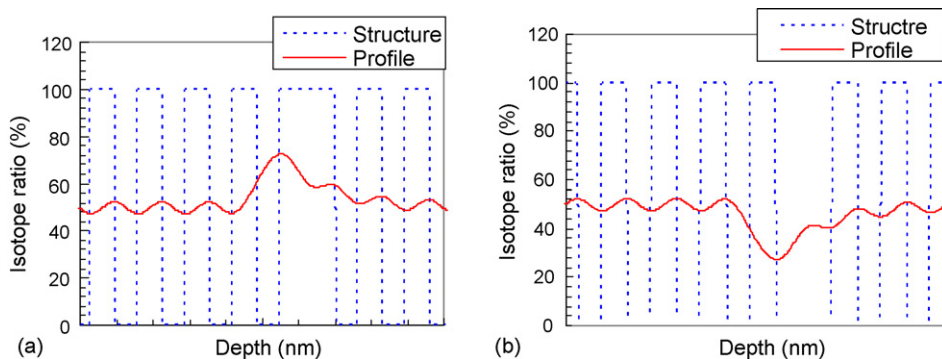 Structure
Profile
120
100
80
60
40
20
0
Isotope ratio (%)
Depth (nm)
(a)
Structre
Profile
120
100
80
60
40
20
0
Isotope ratio (%)
Depth (nm)
(b)